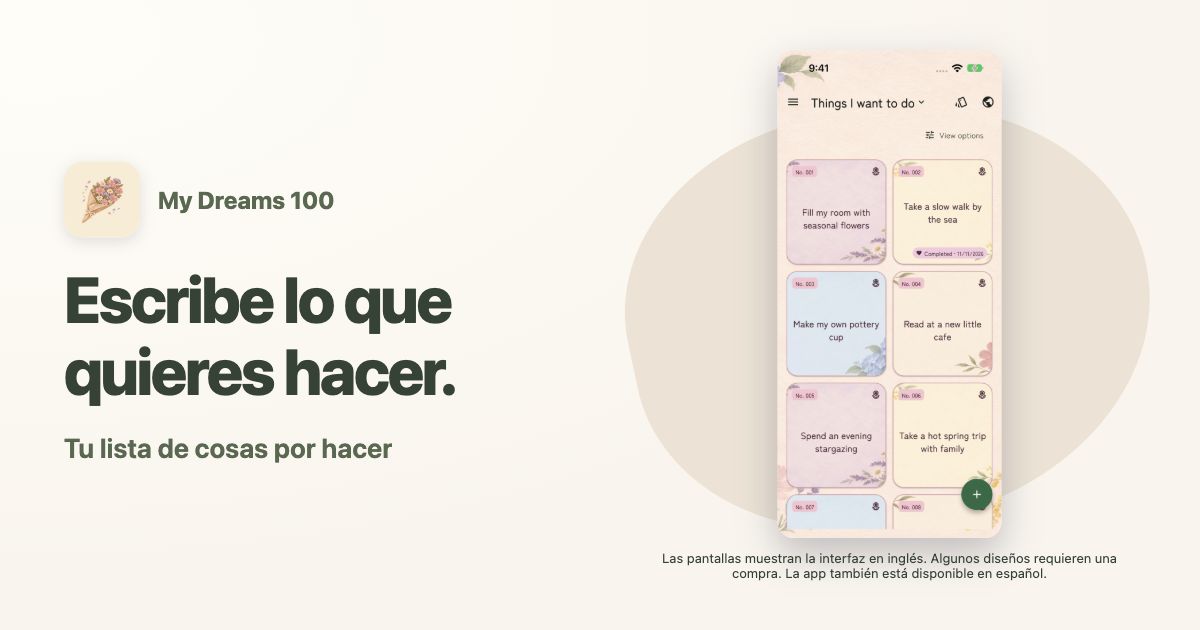 My Dreams 100
Escribe lo que
quieres hacer.
Tu lista de cosas por hacer
9:41
Things I want to do
View options
No. 001
Fill my room with
seasonal flowers
No. 002
Take a slow walk by
the sea
Completed · 11/11/2026
No. 003
Make my own pottery
cup
No. 004
Read at a new little
cafe
No. 005
Spend an evening
stargazing
No. 006
Take a hot spring trip
with family
No. 007
No. 008
Las pantallas muestran la interfaz en inglés. Algunos diseños requieren una
compra. La app también está disponible en español.